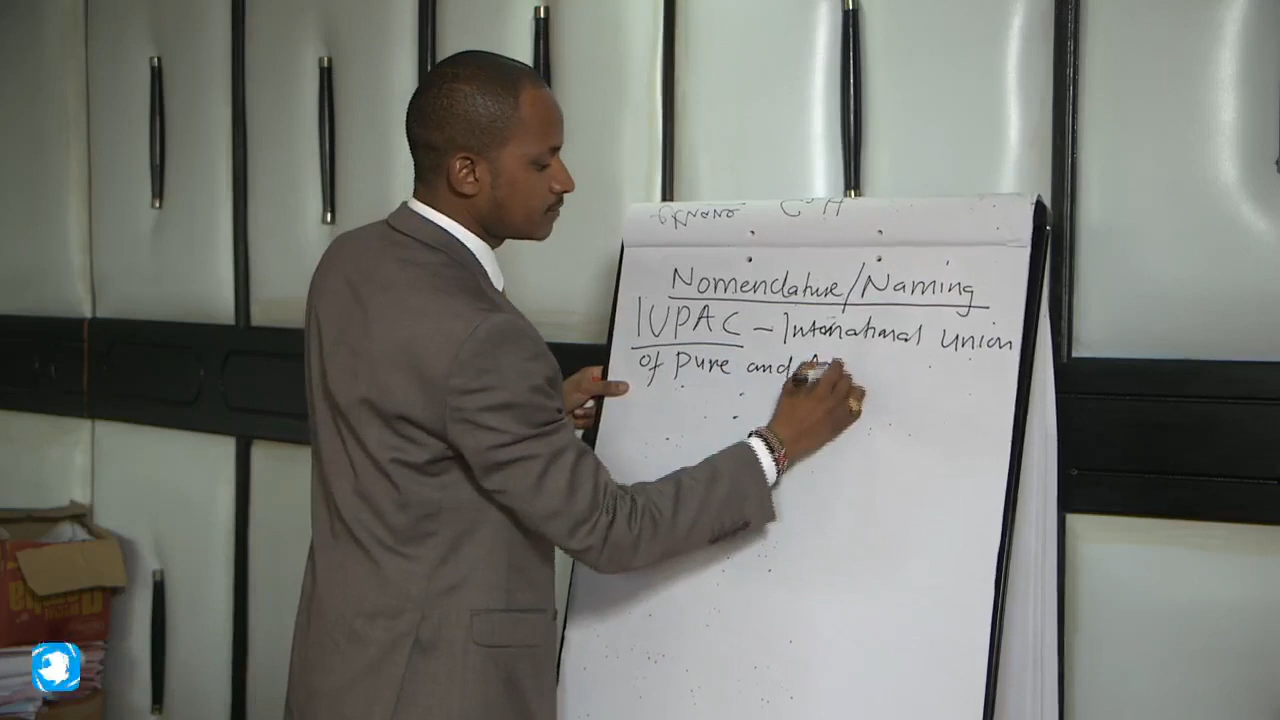 Nomenclature/Naming
IUPAC - International Union
of Pure and A